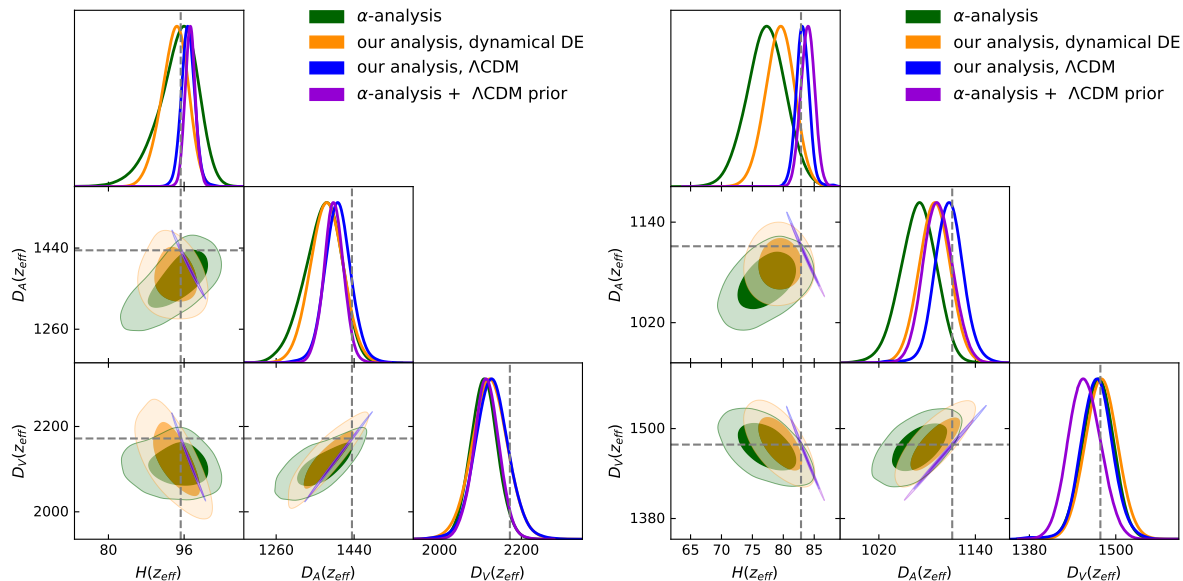 α-analysis
our analysis, dynamical DE
our analysis, ΛCDM
α-analysis + ΛCDM prior
1440
1260
D_A(z_eff)
2200
2000
D_V(z_eff)
80 96
1260 1440
2000 2200
H(z_eff)
D_A(z_eff)
D_V(z_eff)
α-analysis
our analysis, dynamical DE
our analysis, ΛCDM
α-analysis + ΛCDM prior
1140
1020
D_A(z_eff)
1500
1380
D_V(z_eff)
65 70 75 80 85
1020 1140
1380 1500
H(z_eff)
D_A(z_eff)
D_V(z_eff)